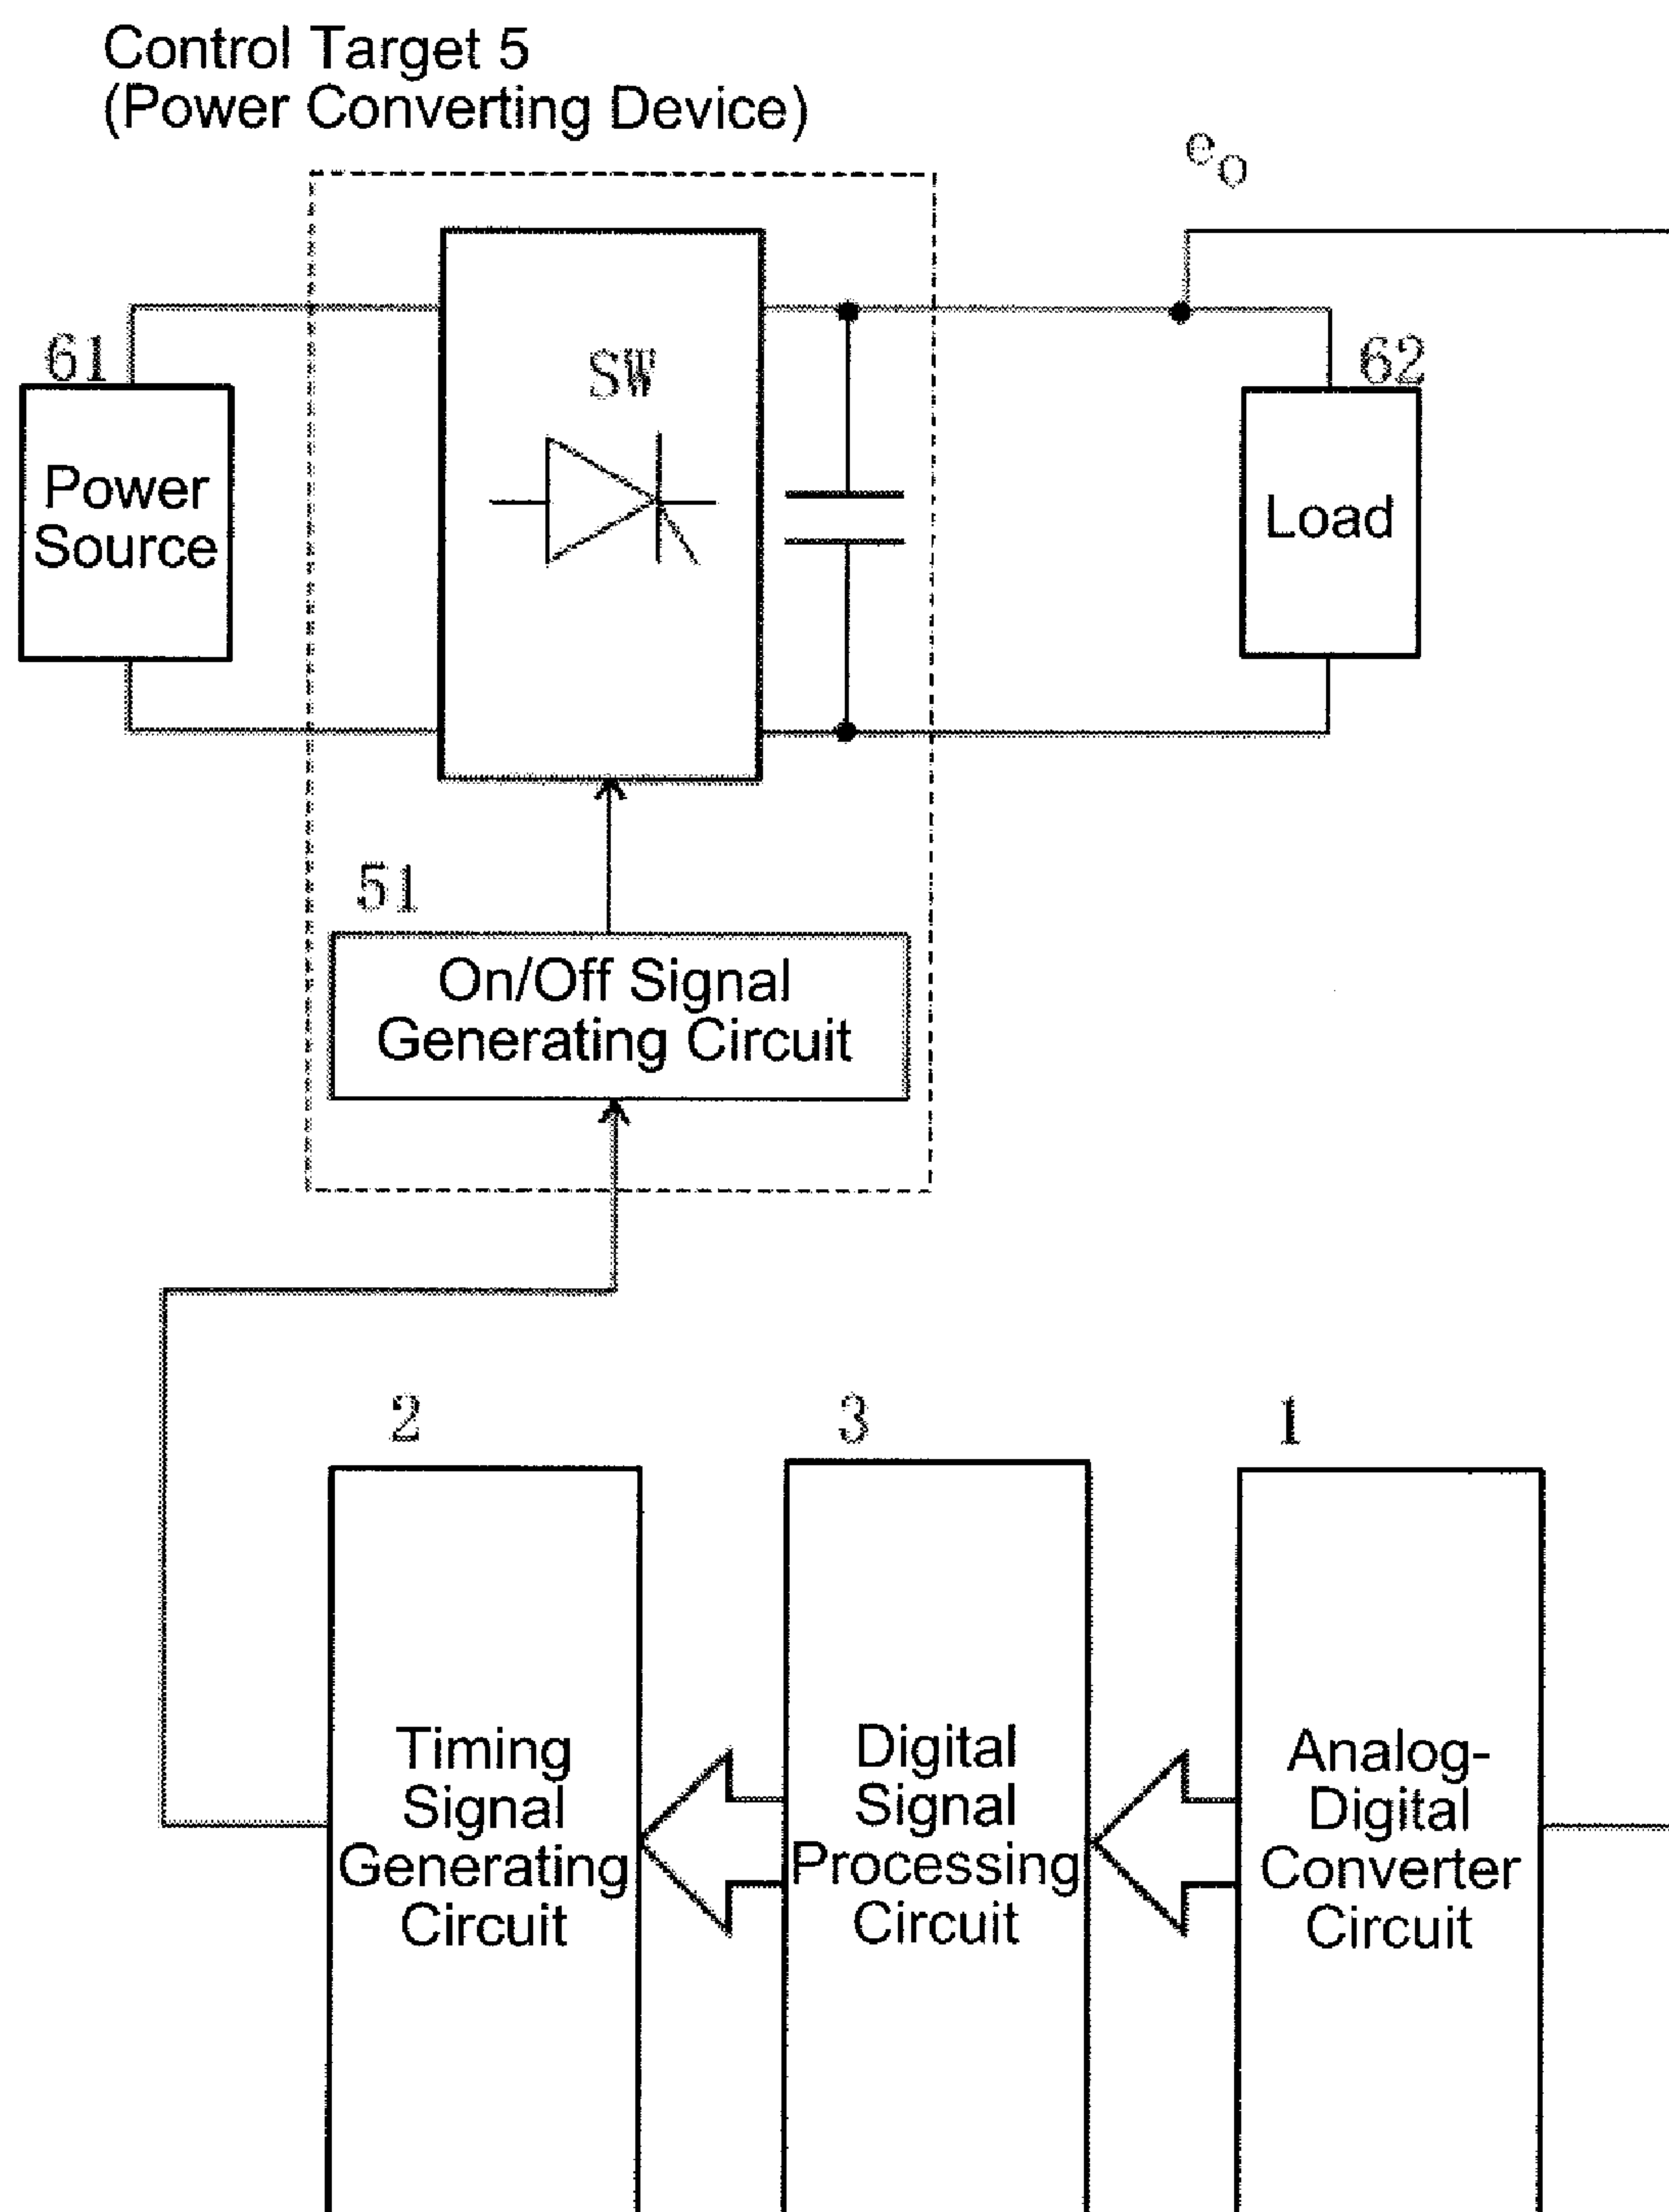 Control Target 5
(Power Converting Device)
eo
61
SW
62
Power
Source
Load
51
On/Off Signal
Generating Circuit
2
3
1
Timing
Signal
Generating
Circuit
Digital
Signal
Processing
Circuit
Analog-
Digital
Converter
Circuit